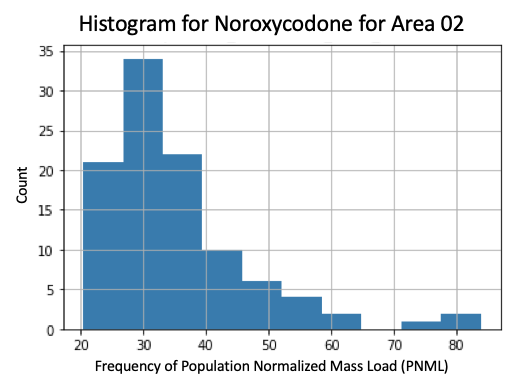 Histogram for Noroxycodone for Area 02
35
30
25
20
15
10
5
0
Count
20 30 40 50 60 70 80
Frequency of Population Normalized Mass Load (PNML)